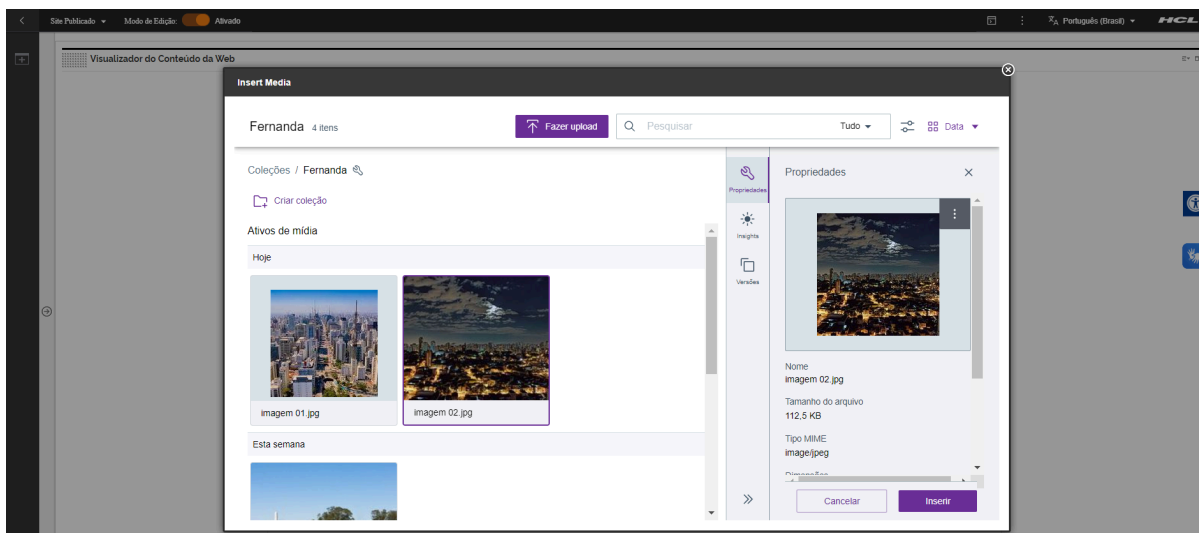 Site Publicado
Modo de Edição:
Ativado
Português (Brasil)
HCL
Visualizador do Conteúdo da Web
Insert Media
Fernanda 4 itens
Fazer upload
Pesquisar
Tudo
Data
Coleções / Fernanda
Propriedades
Propriedades
Criar coleção
Insights
Ativos de mídia
Hoje
Versões
imagem 01.jpg
imagem 02.jpg
Nome
imagem 02.jpg
Tamanho do arquivo
112,5 KB
Tipo MIME
image/jpeg
Esta semana
Cancelar
Inserir